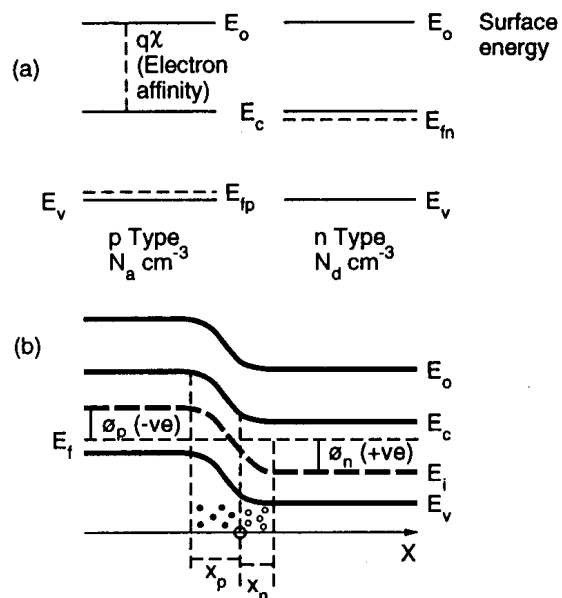 E_o E_o Surface
qχ energy
(a) (Electron
affinity)
E_c E_fn
E_v E_fp E_v
p Type n Type
N_a cm⁻³ N_d cm⁻³
(b)
E_o
ø_p (-ve) E_c
E_f ø_n (+ve)
E_i
E_v
X
x_p x_n